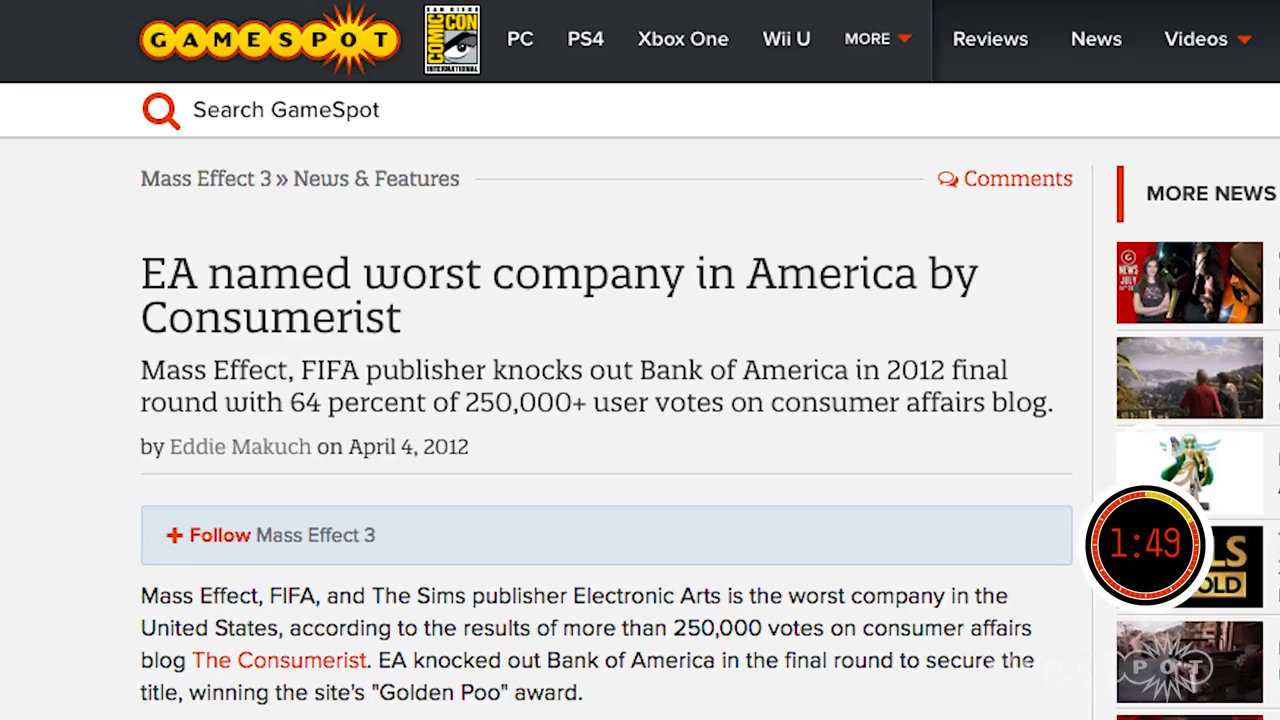 GAMESPOT
SAN DIEGO
COMIC CON
INTERNATIONAL
PC PS4 Xbox One Wii U MORE Reviews News Videos
Search GameSpot
Mass Effect 3 » News & Features
Comments
MORE NEWS
EA named worst company in America by
Consumerist
Mass Effect, FIFA publisher knocks out Bank of America in 2012 final
round with 64 percent of 250,000+ user votes on consumer affairs blog.
by Eddie Makuch on April 4, 2012
+ Follow Mass Effect 3
Mass Effect, FIFA, and The Sims publisher Electronic Arts is the worst company in the
United States, according to the results of more than 250,000 votes on consumer affairs
blog The Consumerist. EA knocked out Bank of America in the final round to secure the
title, winning the site's "Golden Poo" award.
NEWS
JULY
1:49